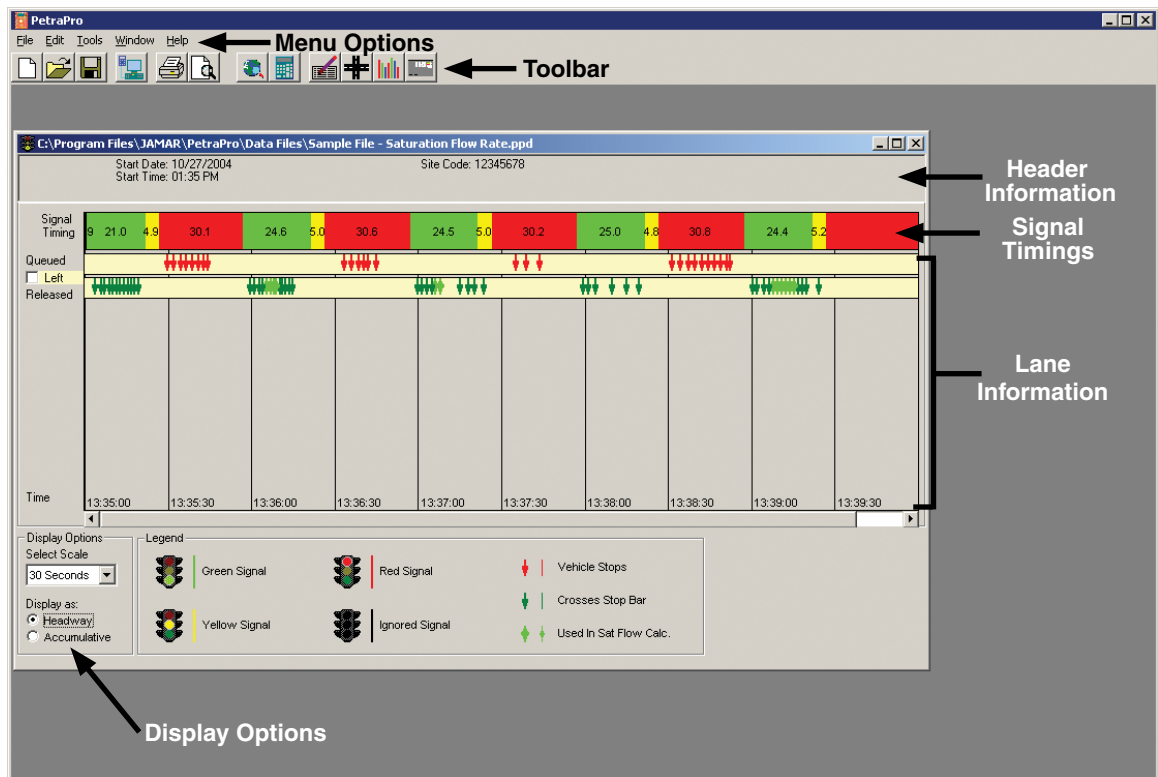 PetraPro
File Edit Tools Window Help
Menu Options
Toolbar
C:\Program Files\JAMAR\PetraPro\Data Files\Sample File - Saturation Flow Rate.ppd
Start Date: 10/27/2004
Site Code: 12345678
Start Time: 01:35 PM
Header
Information
Signal
Timing
9 21.0 4.9 30.1 24.6 5.0 30.6 24.5 5.0 30.2 25.0 4.8 30.8 24.4 5.2
Signal
Timings
Queued
Left
Released
Lane
Information
Time
13:35:00 13:35:30 13:36:00 13:36:30 13:37:00 13:37:30 13:38:00 13:38:30 13:39:00 13:39:30
Display Options
Select Scale
30 Seconds
Display as:
Headway
Accumulative
Legend
Green Signal
Red Signal
Vehicle Stops
Crosses Stop Bar
Yellow Signal
Ignored Signal
Used In Sat Flow Calc.
Display Options